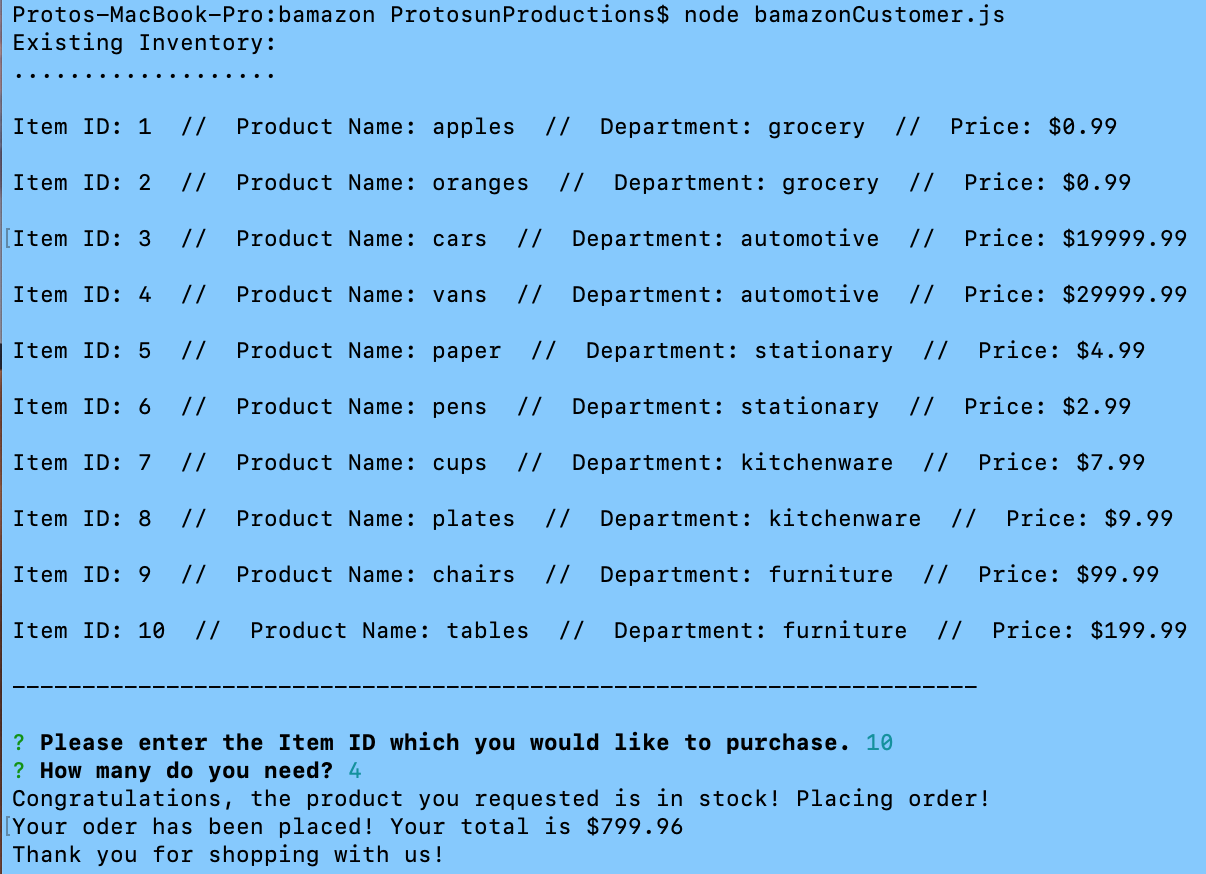 Protos-MacBook-Pro:bamazon ProtosunProductions$ node bamazonCustomer.js
Existing Inventory:
...................
Item ID: 1  //  Product Name: apples  //  Department: grocery  //  Price: $0.99
Item ID: 2  //  Product Name: oranges  //  Department: grocery  //  Price: $0.99
[Item ID: 3  //  Product Name: cars  //  Department: automotive  //  Price: $19999.99
Item ID: 4  //  Product Name: vans  //  Department: automotive  //  Price: $29999.99
Item ID: 5  //  Product Name: paper  //  Department: stationary  //  Price: $4.99
Item ID: 6  //  Product Name: pens  //  Department: stationary  //  Price: $2.99
Item ID: 7  //  Product Name: cups  //  Department: kitchenware  //  Price: $7.99
Item ID: 8  //  Product Name: plates  //  Department: kitchenware  //  Price: $9.99
Item ID: 9  //  Product Name: chairs  //  Department: furniture  //  Price: $99.99
Item ID: 10  //  Product Name: tables  //  Department: furniture  //  Price: $199.99
---------------------------------------------------------------------
? Please enter the Item ID which you would like to purchase. 10
? How many do you need? 4
Congratulations, the product you requested is in stock! Placing order!
[Your oder has been placed! Your total is $799.96
Thank you for shopping with us!